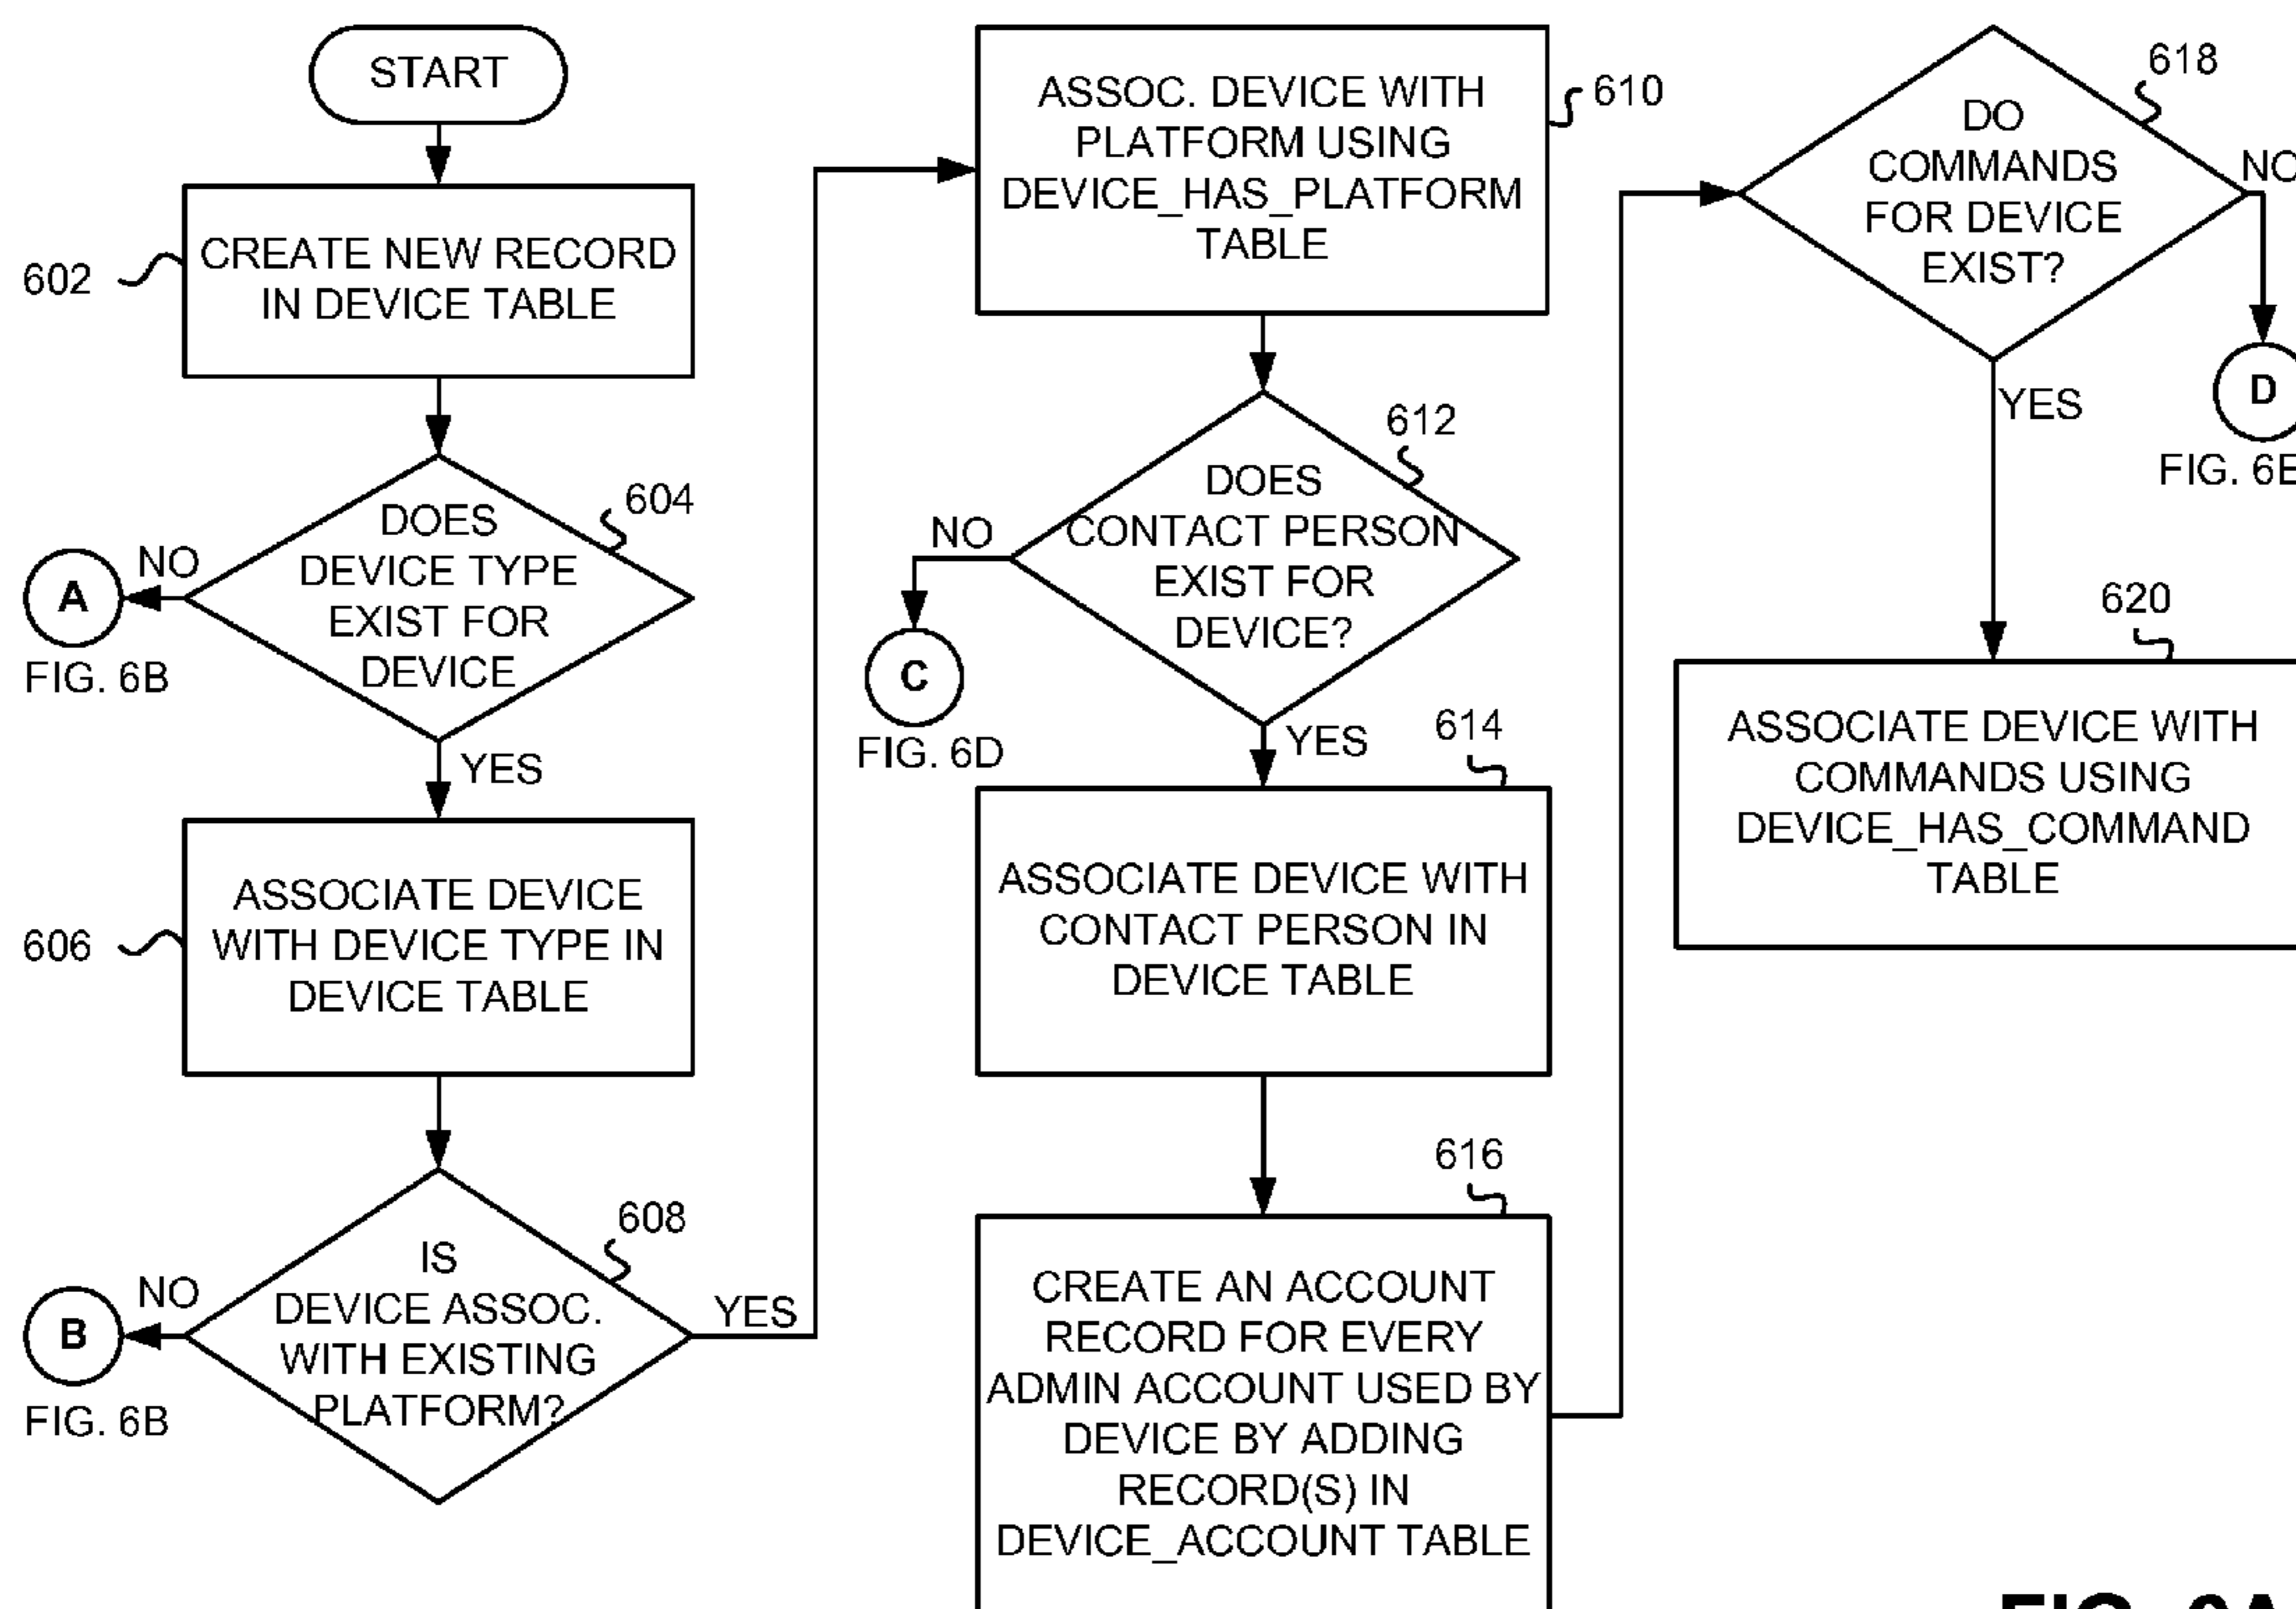 START
602
CREATE NEW RECORD
IN DEVICE TABLE
604
DOES
DEVICE TYPE
EXIST FOR
DEVICE
NO
A
FIG. 6B
YES
606
ASSOCIATE DEVICE
WITH DEVICE TYPE IN
DEVICE TABLE
608
IS
DEVICE ASSOC.
WITH EXISTING
PLATFORM?
NO
B
FIG. 6B
YES
610
ASSOC. DEVICE WITH
PLATFORM USING
DEVICE_HAS_PLATFORM
TABLE
612
DOES
CONTACT PERSON
EXIST FOR
DEVICE?
NO
C
FIG. 6D
YES
614
ASSOCIATE DEVICE WITH
CONTACT PERSON IN
DEVICE TABLE
616
CREATE AN ACCOUNT
RECORD FOR EVERY
ADMIN ACCOUNT USED BY
DEVICE BY ADDING
RECORD(S) IN
DEVICE_ACCOUNT TABLE
618
DO
COMMANDS
FOR DEVICE
EXIST?
NO
D
FIG. 6E
YES
620
ASSOCIATE DEVICE WITH
COMMANDS USING
DEVICE_HAS_COMMAND
TABLE
FIG. 6A